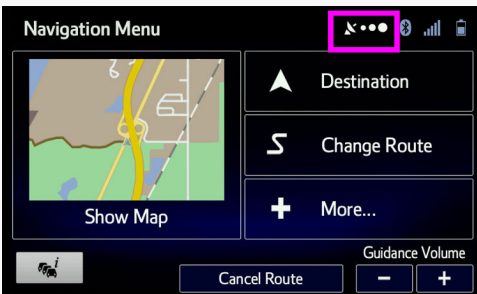 Navigation Menu
Destination
Change Route
Show Map
More...
i
Guidance Volume
Cancel Route
−
+